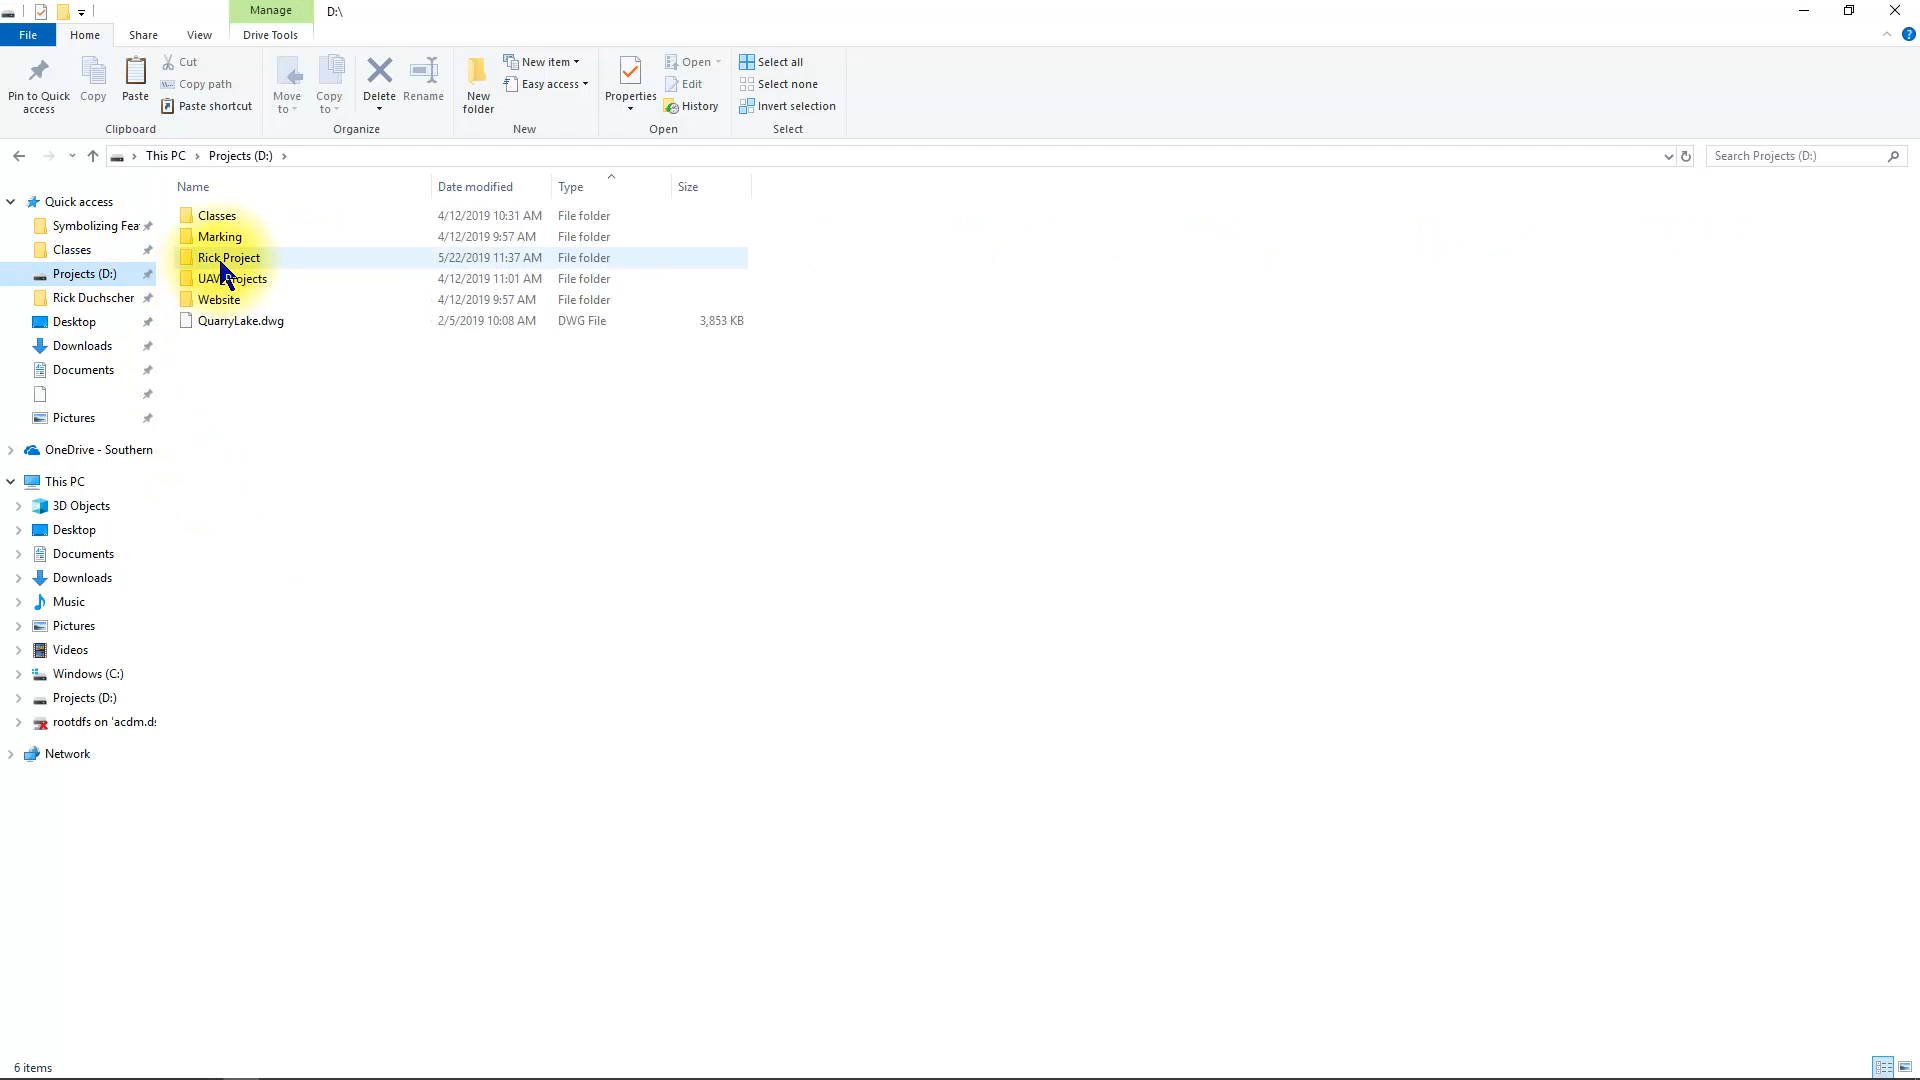 Manage
D:\
File
Home
Share
View
Drive Tools
Pin to Quick access
Copy
Paste
Cut
Copy path
Paste shortcut
Clipboard
Move to
Copy to
Delete
Rename
Organize
New folder
New item
Easy access
New
Properties
Open
Edit
History
Open
Select all
Select none
Invert selection
Select
This PC
Projects (D:)
Search Projects (D:)
Name Date modified Type Size
Classes 4/12/2019 10:31 AM File folder
Marking 4/12/2019 9:57 AM File folder
Rick Project 5/22/2019 11:37 AM File folder
UAV Projects 4/12/2019 11:01 AM File folder
Website 4/12/2019 9:57 AM File folder
QuarryLake.dwg 2/5/2019 10:08 AM DWG File 3,853 KB
Quick access
Symbolizing Fea
Classes
Projects (D:)
Rick Duchscher
Desktop
Downloads
Documents
Pictures
OneDrive - Southern
This PC
3D Objects
Desktop
Documents
Downloads
Music
Pictures
Videos
Windows (C:)
Projects (D:)
rootdfs on 'acdm.ds
Network
6 items